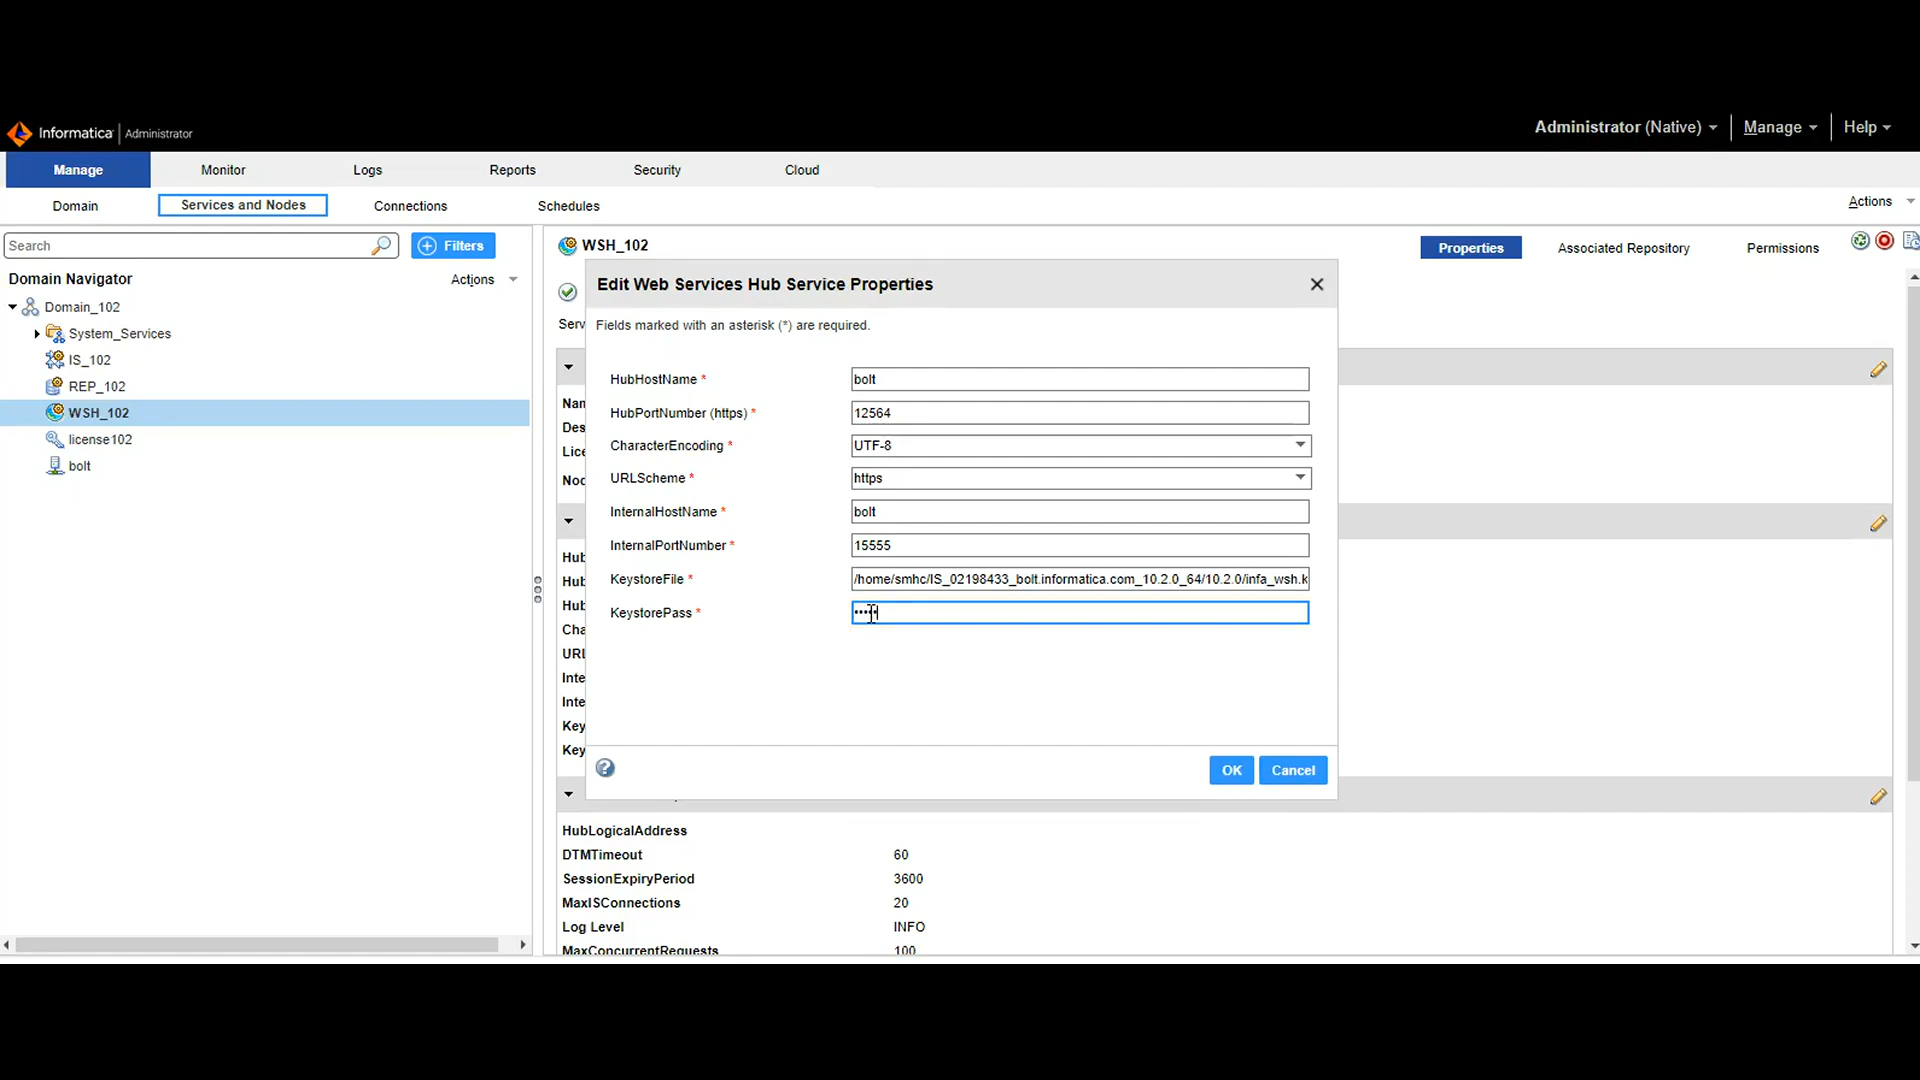 Informatica | Administrator
Administrator (Native) Manage Help
Manage Monitor Logs Reports Security Cloud
Domain Services and Nodes Connections Schedules Actions
Search Filters
Domain Navigator Actions
Domain_102
System_Services
IS_102
REP_102
WSH_102
license102
bolt
WSH_102 Properties Associated Repository Permissions
Edit Web Services Hub Service Properties
Serv
Fields marked with an asterisk (*) are required.
HubHostName * bolt
HubPortNumber (https) * 12564
CharacterEncoding * UTF-8
URLScheme * https
InternalHostName * bolt
InternalPortNumber * 15555
KeystoreFile * /home/smhc/IS_02198433_bolt.informatica.com_10.2.0_64/10.2.0/infa_wsh.k
KeystorePass *
OK Cancel
Nan
Des
Lice
Noc
Hub
Hub
Hub
Cha
URL
Inte
Inte
Key
Key
HubLogicalAddress
DTMTimeout 60
SessionExpiryPeriod 3600
MaxISConnections 20
Log Level INFO
MaxConcurrentRequests 100